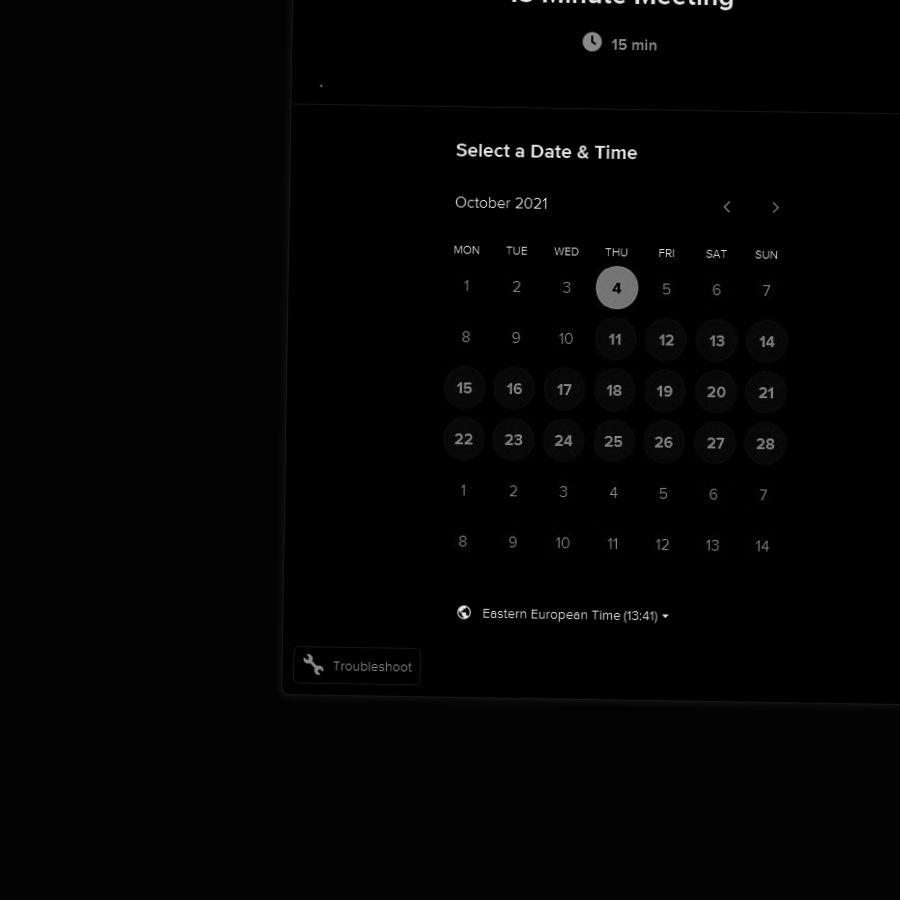 15 Minute Meeting
15 min
Select a Date & Time
October 2021
MON TUE WED THU FRI SAT SUN
1 2 3 4 5 6 7
8 9 10 11 12 13 14
15 16 17 18 19 20 21
22 23 24 25 26 27 28
1 2 3 4 5 6 7
8 9 10 11 12 13 14
Eastern European Time (13:41)
Troubleshoot